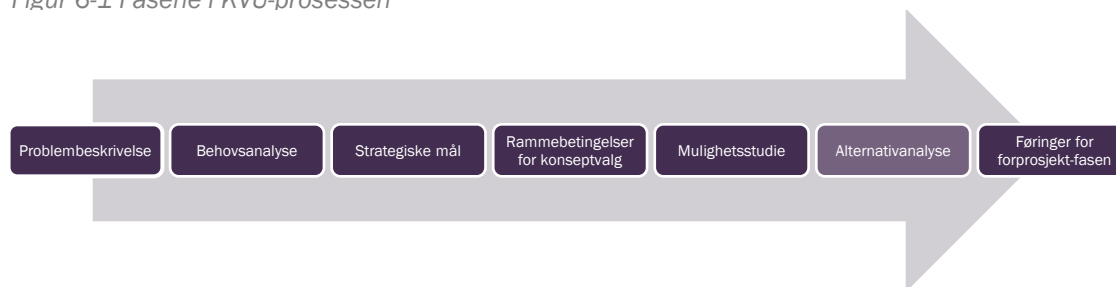 Figur 6-1 Fasene i KVU-prosessen
Problembeskrivelse
Behovsanalyse
Strategiske mål
Rammebetingelser
for konseptvalg
Mulighetsstudie
Alternativanalyse
Føringer for
forprosjekt-fasen